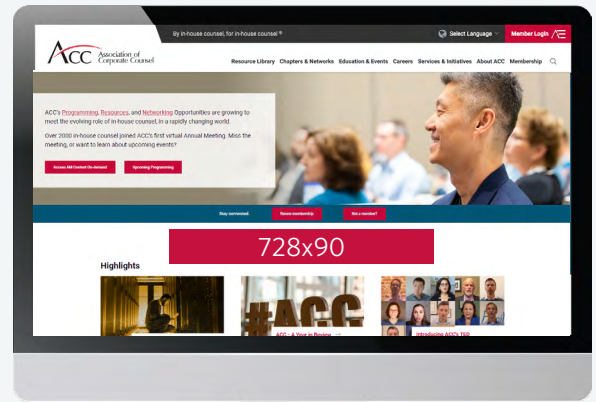 By in-house counsel, for in-house counsel ®
Select Language
Member Login
ACC Association of
Corporate Counsel
Resource Library Chapters & Networks Education & Events Careers Services & Initiatives About ACC Membership
ACC's Programming, Resources, and Networking Opportunities are growing to
meet the evolving role of in-house counsel, in a rapidly changing world.
Over 2000 in-house counsel joined ACC's first virtual Annual Meeting. Miss the
meeting, or want to learn about upcoming events?
Access AM Content On-demand
Upcoming Programming
Stay connected.
Renew membership
Not a member?
728x90
Highlights
#ACC
ACC - A Year in Review →
Introducing ACC's TED